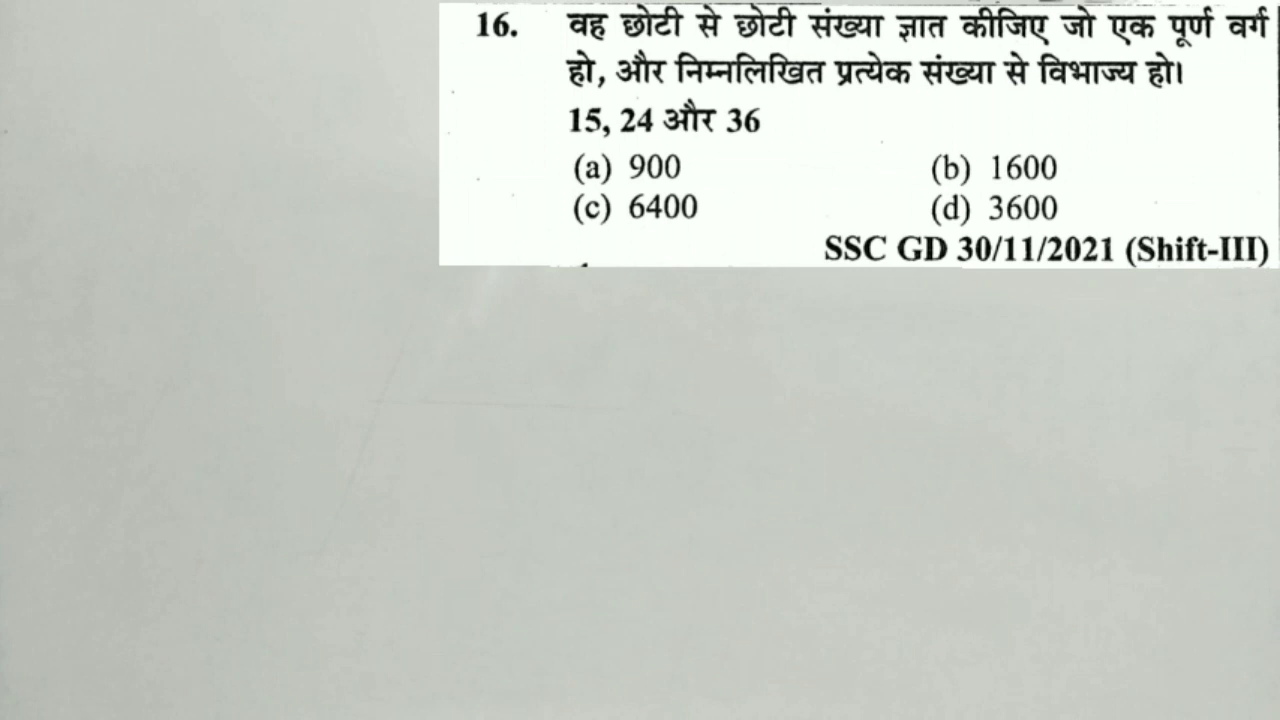 16. वह छोटी से छोटी संख्या ज्ञात कीजिए जो एक पूर्ण वर्ग
हो, और निम्नलिखित प्रत्येक संख्या से विभाज्य हो।
15, 24 और 36
(a) 900 (b) 1600
(c) 6400 (d) 3600
SSC GD 30/11/2021 (Shift-III)